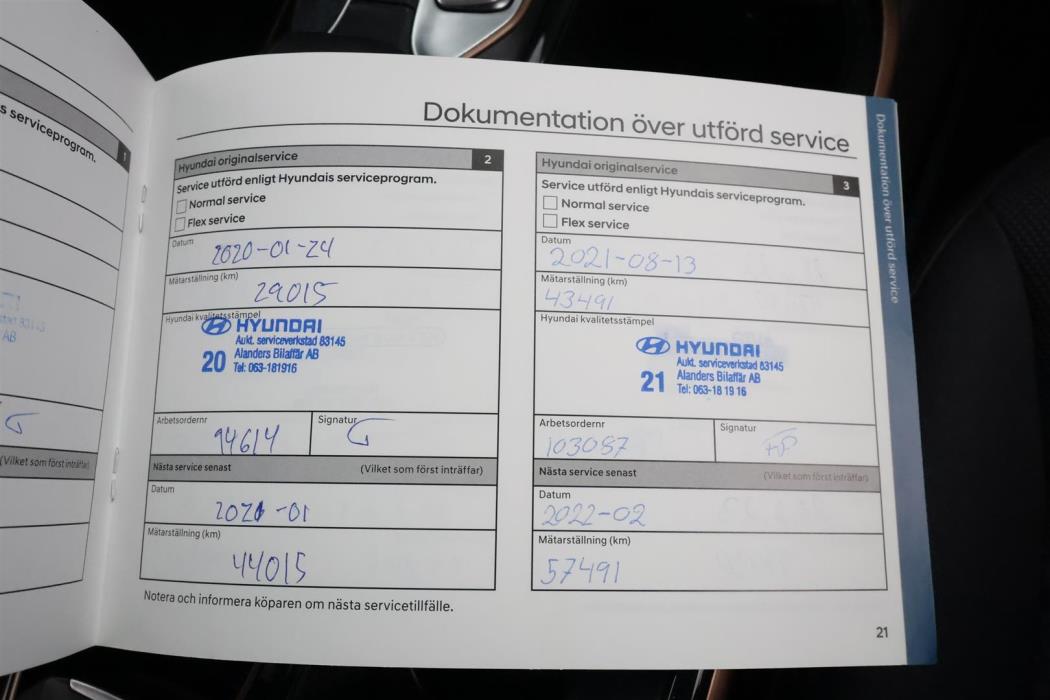 s serviceprogram.
1
AB
(Vilket som först inträffar)
Dokumentation över utförd service
Hyundai originalservice 2
Service utförd enligt Hyundais serviceprogram.
Normal service
Flex service
Datum
2020-01-24
Mätarställning (km)
29015
Hyundai kvalitetsstämpel
HYUNDAI
Aukt. serviceverkstad 83145
20 Alanders Bilaffär AB
Tel: 063-181916
Arbetsordernr Signatur
94614
Nästa service senast (Vilket som först inträffar)
Datum
2021-01
Mätarställning (km)
44015
Notera och informera köparen om nästa servicetillfälle.
Hyundai originalservice 3
Service utförd enligt Hyundais serviceprogram.
Normal service
Flex service
Datum
2021-08-13
Mätarställning (km)
43491
Hyundai kvalitetsstämpel
HYUNDAI
Aukt. serviceverkstad 83145
21 Alanders Bilaffär AB
Tel: 063-18 19 16
Arbetsordernr Signatur
103087
Nästa service senast (Vilket som först inträffar)
Datum
2022-02
Mätarställning (km)
57491
21
Dokumentation över utförd service